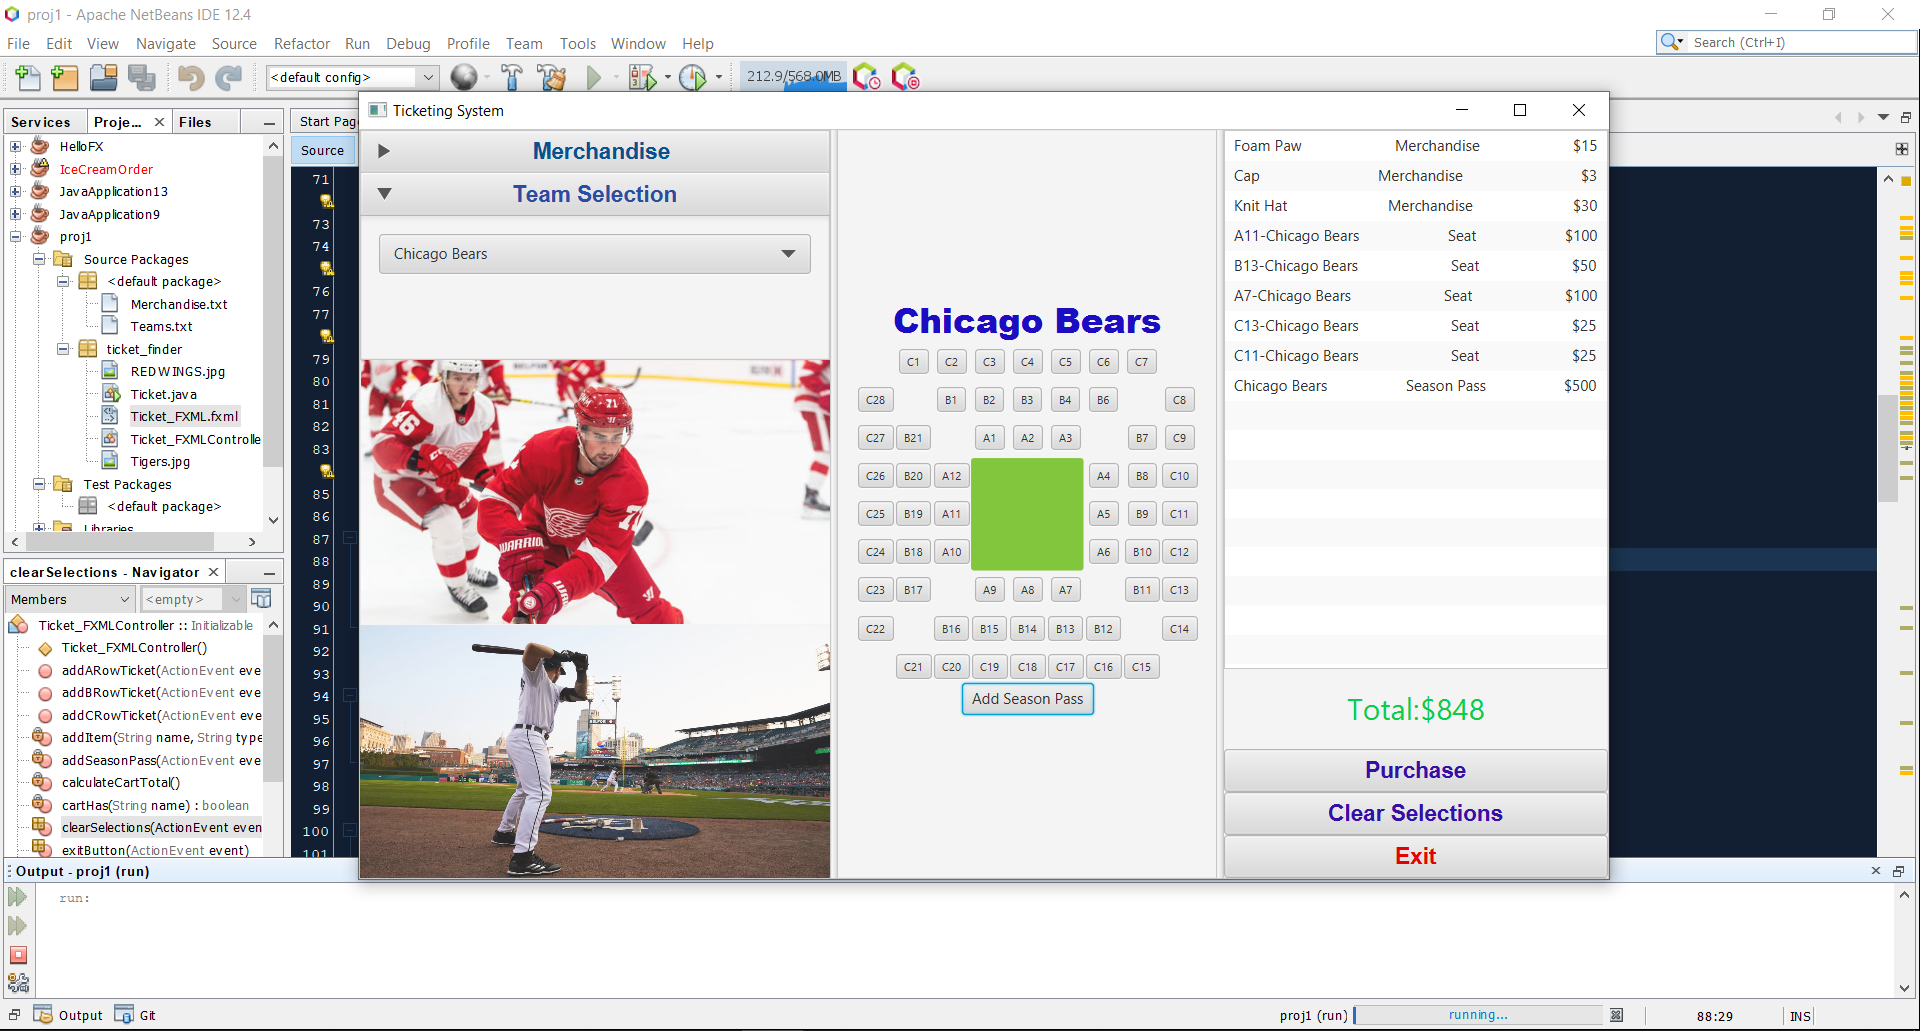 proj1 - Apache NetBeans IDE 12.4
File Edit View Navigate Source Refactor Run Debug Profile Team Tools Window Help
Search (Ctrl+I)
<default config>
212.9/568.0MB
Services Proje... Files
HelloFX
IceCreamOrder
JavaApplication13
JavaApplication9
proj1
Source Packages
<default package>
Merchandise.txt
Teams.txt
ticket_finder
REDWINGS.jpg
Ticket.java
Ticket_FXML.fxml
Ticket_FXMLControlle
Tigers.jpg
Test Packages
<default package>
Libraries
clearSelections - Navigator
Members
<empty>
Ticket_FXMLController :: Initializable
Ticket_FXMLController()
addARowTicket(ActionEvent eve
addBRowTicket(ActionEvent eve
addCRowTicket(ActionEvent eve
addItem(String name, String type
addSeasonPass(ActionEvent eve
calculateCartTotal()
cartHas(String name) : boolean
clearSelections(ActionEvent even
exitButton(ActionEvent event)
Start Pag
Source
71
73
74
76
77
79
80
81
82
83
85
86
87
88
89
90
91
92
93
94
95
96
97
98
99
100
101
Ticketing System
Merchandise
Team Selection
Chicago Bears
46
71
WARRIOR
Chicago Bears
C1 C2 C3 C4 C5 C6 C7
C28 B1 B2 B3 B4 B6 C8
C27 B21 A1 A2 A3 B7 C9
C26 B20 A12 A4 B8 C10
C25 B19 A11 A5 B9 C11
C24 B18 A10 A6 B10 C12
C23 B17 A9 A8 A7 B11 C13
C22 B16 B15 B14 B13 B12 C14
C21 C20 C19 C18 C17 C16 C15
Add Season Pass
Foam Paw Merchandise $15
Cap Merchandise $3
Knit Hat Merchandise $30
A11-Chicago Bears Seat $100
B13-Chicago Bears Seat $50
A7-Chicago Bears Seat $100
C13-Chicago Bears Seat $25
C11-Chicago Bears Seat $25
Chicago Bears Season Pass $500
Total:$848
Purchase
Clear Selections
Exit
Output - proj1 (run)
run:
Output Git
proj1 (run) running...
88:29 INS